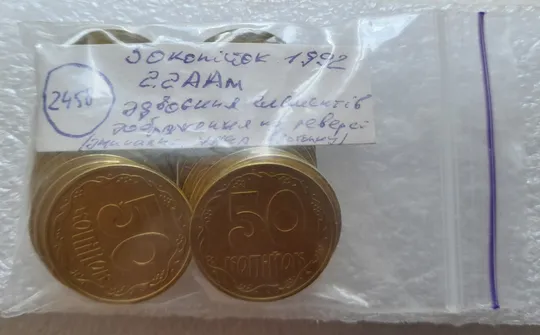 50 копійок 1992
2.2ААм
2450
здвоєння елементів
зображення на реверсі
50
КОПІЙОК
50
КОПІЙОК